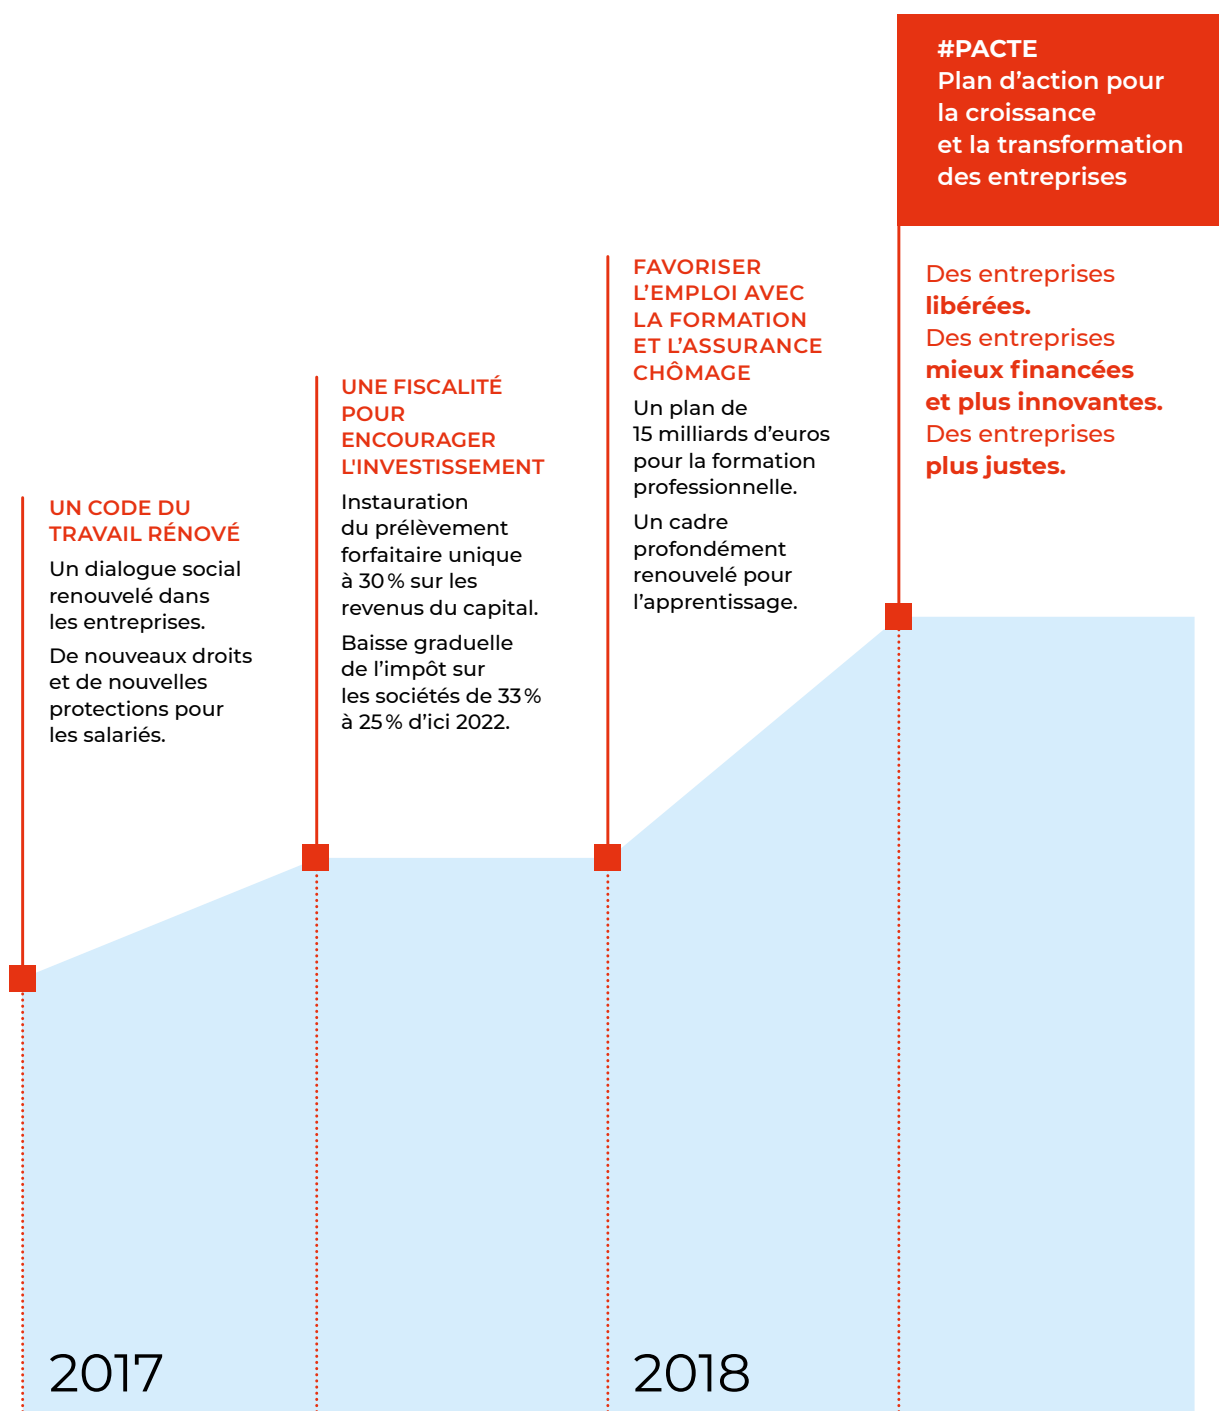 #PACTE
Plan d’action pour
la croissance
et la transformation
des entreprises
Des entreprises
libérées.
Des entreprises
mieux financées
et plus innovantes.
Des entreprises
plus justes.
FAVORISER
L’EMPLOI AVEC
LA FORMATION
ET L’ASSURANCE
CHÔMAGE
Un plan de
15 milliards d’euros
pour la formation
professionnelle.
Un cadre
profondément
renouvelé pour
l’apprentissage.
UNE FISCALITÉ
POUR
ENCOURAGER
L'INVESTISSEMENT
Instauration
du prélèvement
forfaitaire unique
à 30 % sur les
revenus du capital.
Baisse graduelle
de l’impôt sur
les sociétés de 33 %
à 25 % d’ici 2022.
UN CODE DU
TRAVAIL RÉNOVÉ
Un dialogue social
renouvelé dans
les entreprises.
De nouveaux droits
et de nouvelles
protections pour
les salariés.
2017
2018